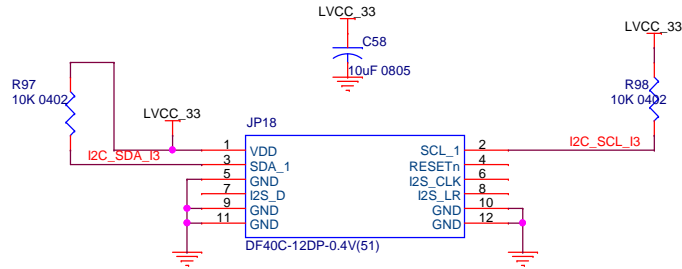 LVCC_33
C58
10uF 0805
LVCC_33
R97
10K 0402
R98
10K 0402
LVCC_33
JP18
I2C_SDA_I3
I2C_SCL_I3
1 VDD SCL_1 2
3 SDA_1 RESETn 4
5 GND I2S_CLK 6
7 I2S_D I2S_LR 8
9 GND GND 10
11 GND GND 12
DF40C-12DP-0.4V(51)